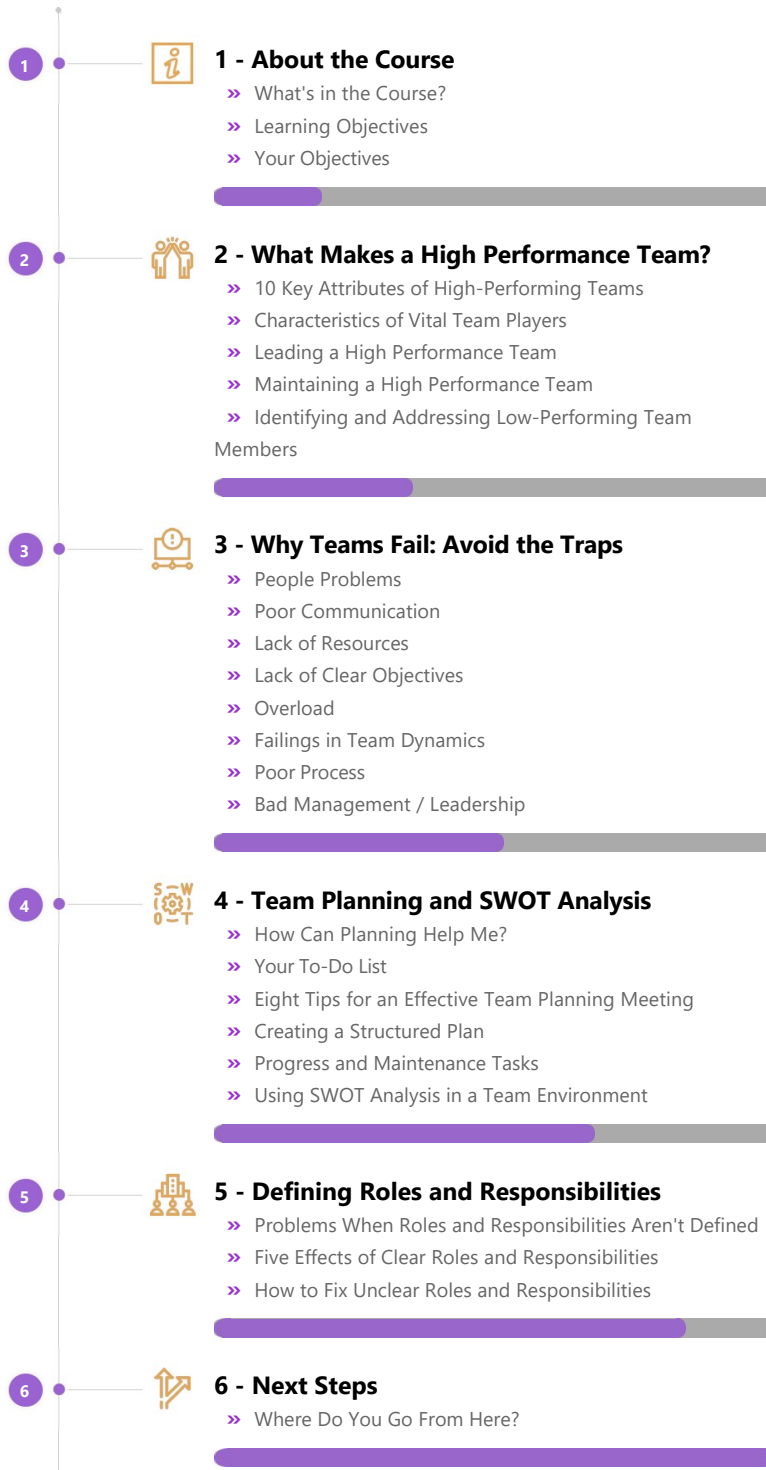 1
1 - About the Course
» What's in the Course?
» Learning Objectives
» Your Objectives
2
2 - What Makes a High Performance Team?
» 10 Key Attributes of High-Performing Teams
» Characteristics of Vital Team Players
» Leading a High Performance Team
» Maintaining a High Performance Team
» Identifying and Addressing Low-Performing Team
Members
3
3 - Why Teams Fail: Avoid the Traps
» People Problems
» Poor Communication
» Lack of Resources
» Lack of Clear Objectives
» Overload
» Failings in Team Dynamics
» Poor Process
» Bad Management / Leadership
4
S W
O T
4 - Team Planning and SWOT Analysis
» How Can Planning Help Me?
» Your To-Do List
» Eight Tips for an Effective Team Planning Meeting
» Creating a Structured Plan
» Progress and Maintenance Tasks
» Using SWOT Analysis in a Team Environment
5
5 - Defining Roles and Responsibilities
» Problems When Roles and Responsibilities Aren't Defined
» Five Effects of Clear Roles and Responsibilities
» How to Fix Unclear Roles and Responsibilities
6
6 - Next Steps
» Where Do You Go From Here?